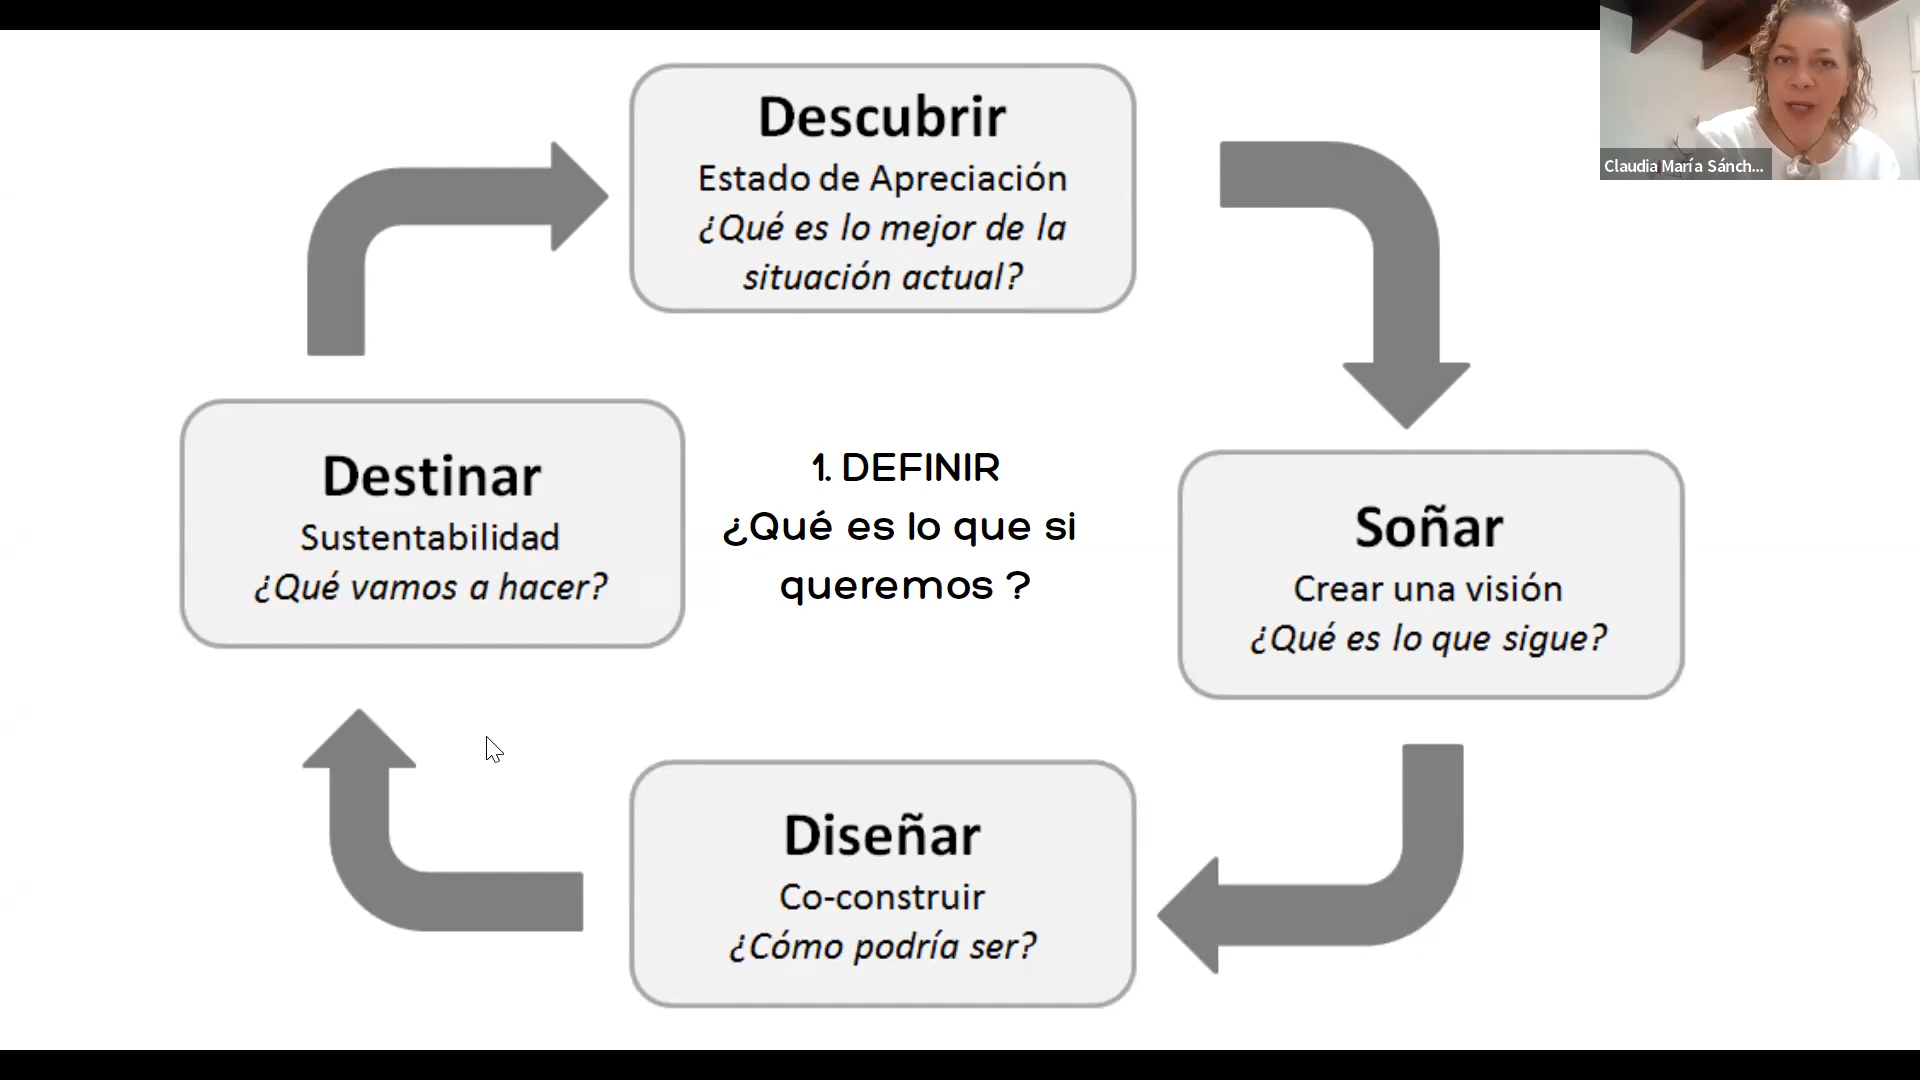 Descubrir
Estado de Apreciación
¿Qué es lo mejor de la
situación actual?
Claudia María Sánch...
Destinar
Sustentabilidad
¿Qué vamos a hacer?
1. DEFINIR
¿Qué es lo que si
queremos ?
Soñar
Crear una visión
¿Qué es lo que sigue?
Diseñar
Co-construir
¿Cómo podría ser?